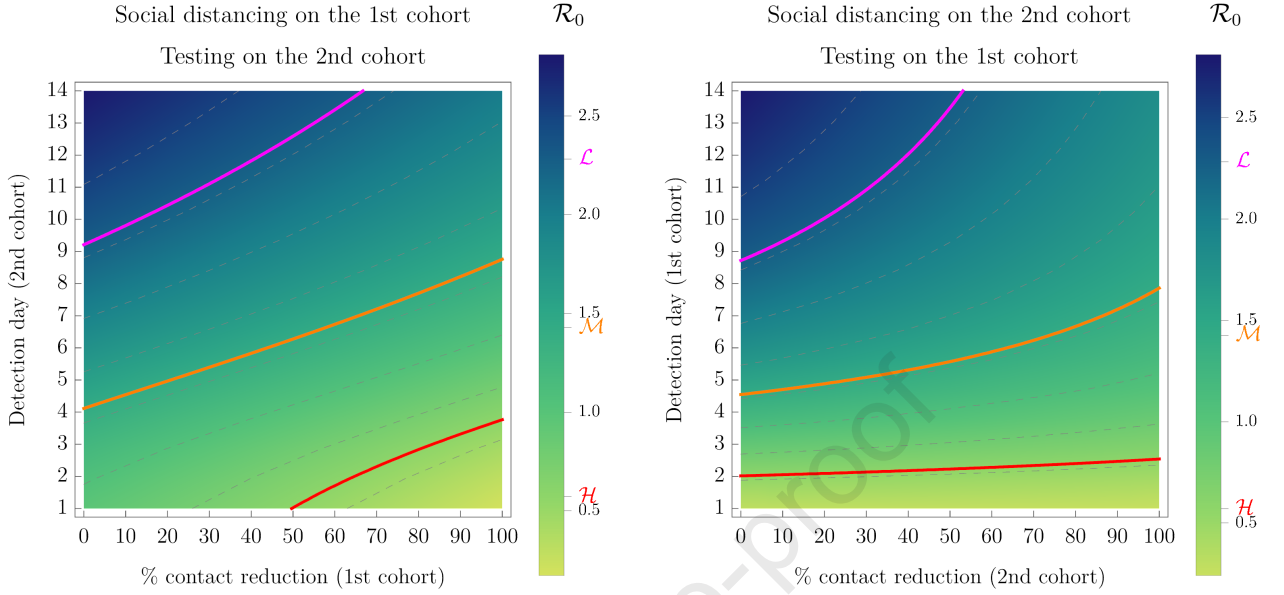 Social distancing on the 1st cohort
Testing on the 2nd cohort
ℛ₀
14
13
12
11
10
9
8
7
6
5
4
3
2
1
Detection day (2nd cohort)
0 10 20 30 40 50 60 70 80 90 100
% contact reduction (1st cohort)
2.5
ℒ
2.0
1.5
ℳ
1.0
ℋ
0.5
Social distancing on the 2nd cohort
Testing on the 1st cohort
ℛ₀
14
13
12
11
10
9
8
7
6
5
4
3
2
1
Detection day (1st cohort)
0 10 20 30 40 50 60 70 80 90 100
% contact reduction (2nd cohort)
2.5
ℒ
2.0
1.5
ℳ
1.0
ℋ
0.5
-proof